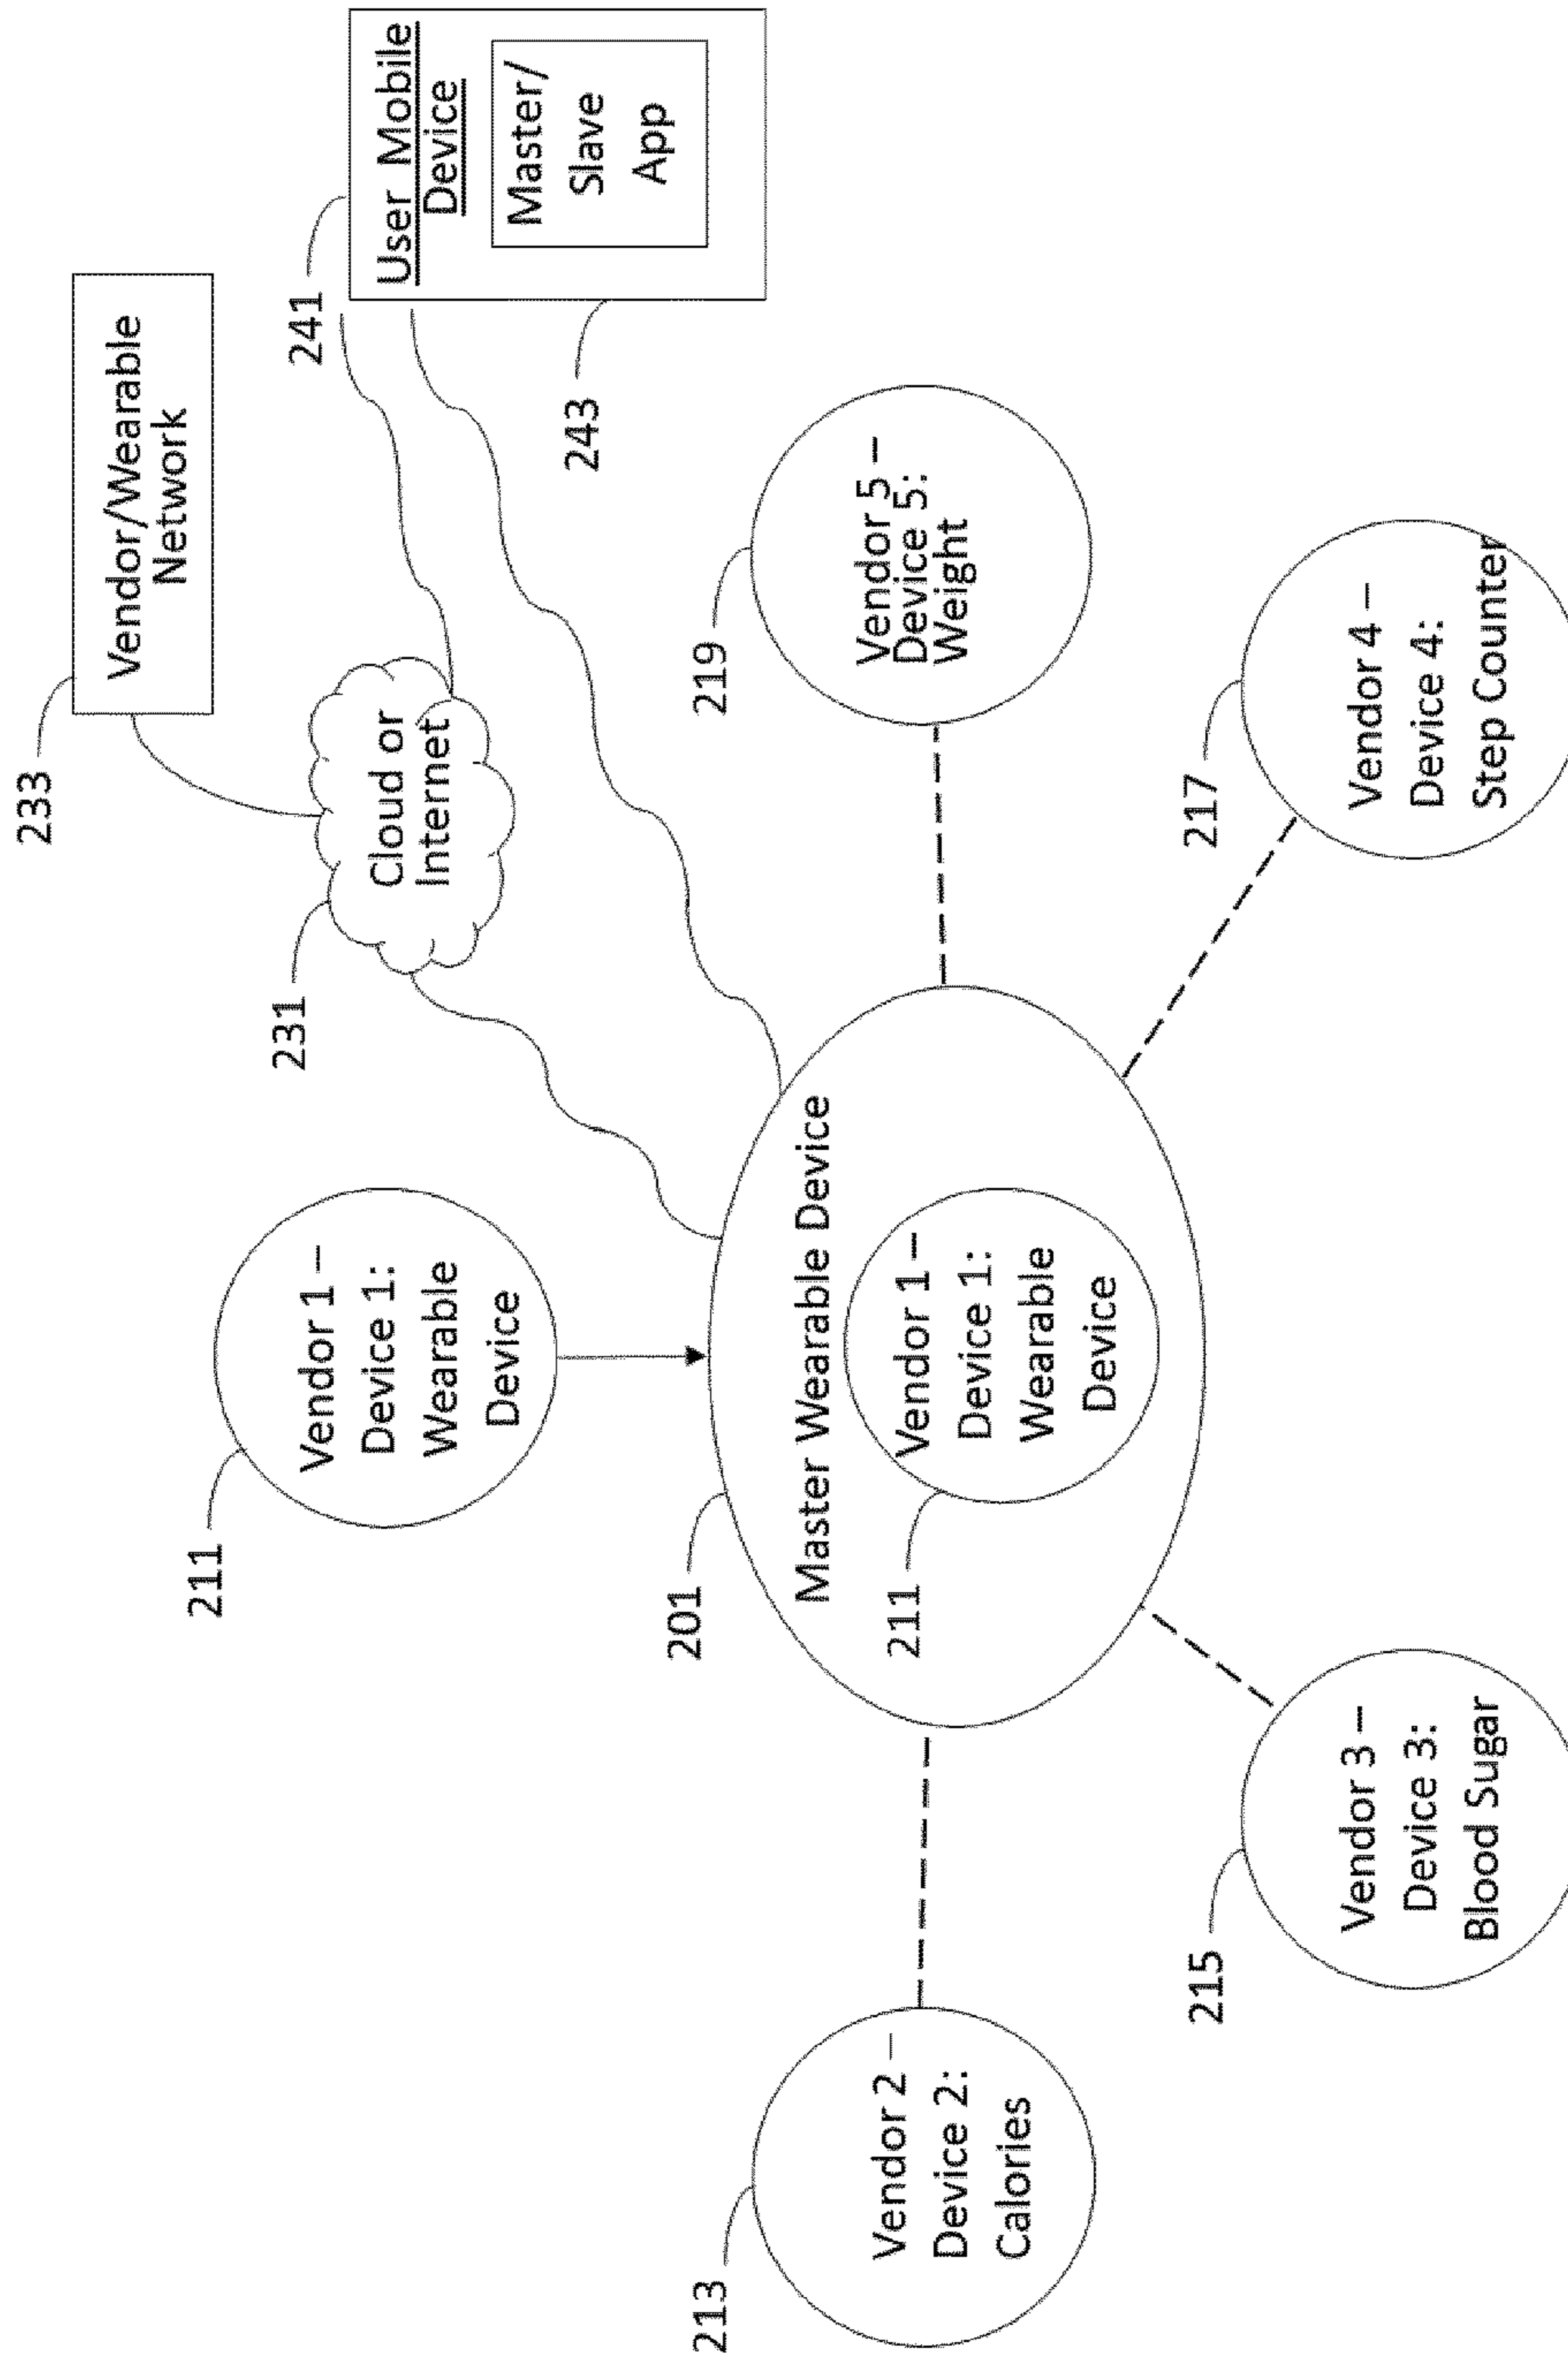 233
Vendor/Wearable
Network
241
User Mobile
Device
Master/
Slave
App
243
231
Cloud or
Internet
211
Vendor 1 –
Device 1:
Wearable
Device
201
Master Wearable Device
211
Vendor 1 –
Device 1:
Wearable
Device
213
Vendor 2 –
Device 2:
Calories
215
Vendor 3 –
Device 3:
Blood Sugar
217
Vendor 4 –
Device 4:
Step Counter
219
Vendor 5 –
Device 5:
Weight